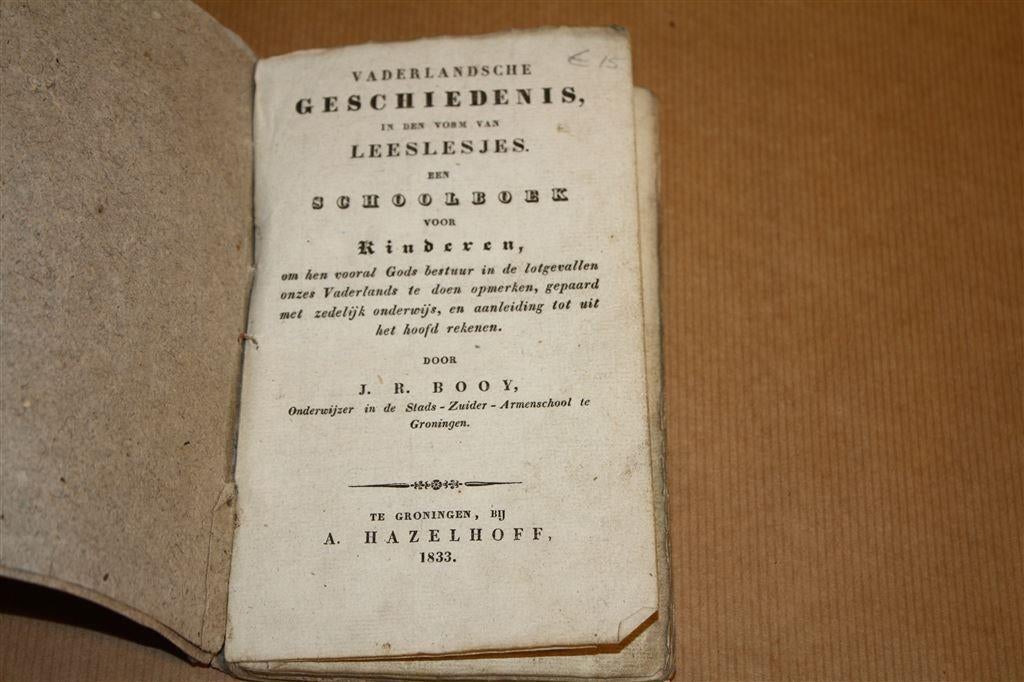 € 15
VADERLANDSCHE
GESCHIEDENIS,
IN DEN VORM VAN
LEESLESJES.
EEN
SCHOOLBOEK
VOOR
Kinderen,
om hen vooral Gods bestuur in de lotgevallen
onzes Vaderlands te doen opmerken, gepaard
met zedelijk onderwijs, en aanleiding tot uit
het hoofd rekenen.
DOOR
J. R. BOOY,
Onderwijzer in de Stads-Zuider-Armenschool te
Groningen.
TE GRONINGEN, BIJ
A. HAZELHOFF,
1833.